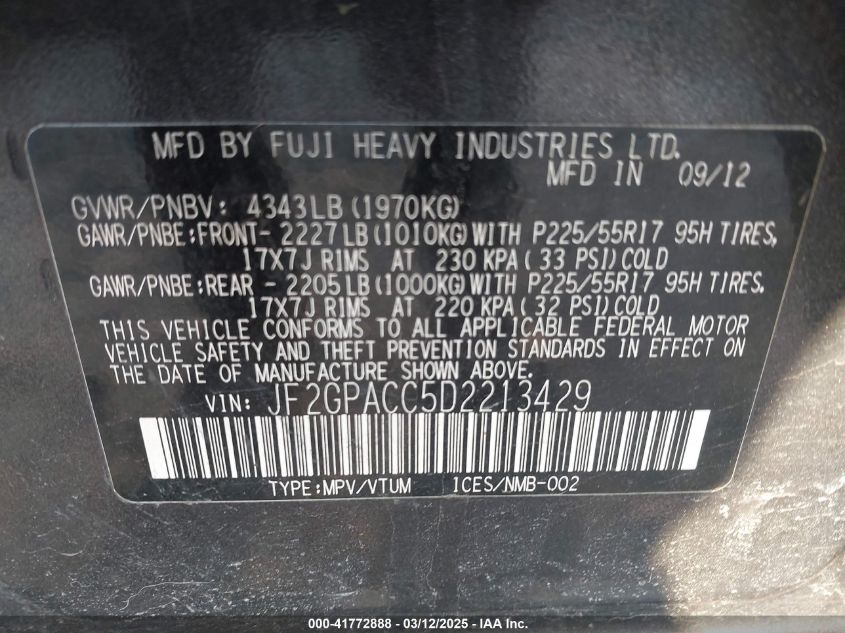 MFD BY FUJI HEAVY INDUSTRIES LTD.
MFD IN 09/12
GVWR/PNBV: 4343LB(1970KG)
GAWR/PNBE:FRONT-2227LB(1010KG)WITH P225/55R17 95H TIRES,
17X7J RIMS AT 230 KPA(33 PSI)COLD
GAWR/PNBE:REAR -2205LB(1000KG)WITH P225/55R17 95H TIRES,
17X7J RIMS AT 220 KPA(32 PSI)COLD
THIS VEHICLE CONFORMS TO ALL APPLICABLE FEDERAL MOTOR
VEHICLE SAFETY AND THEFT PREVENTION STANDARDS IN EFFECT ON
THE DATE OF MANUFACTURE SHOWN ABOVE.
VIN: JF2GPACC5D2213429
TYPE:MPV/VTUM ICES/NMB-002
000-41772888 - 03/12/2025 - IAA Inc.